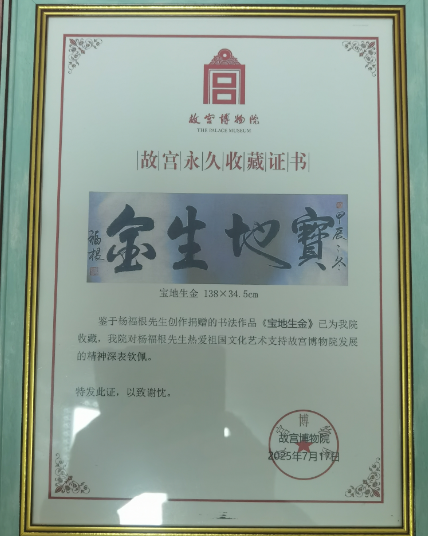 故宫博物院
THE PALACE MUSEUM
故宫永久收藏证书
寶地生金
甲辰之冬
福根
宝地生金 138×34.5cm
鉴于杨福根先生创作捐赠的书法作品《宝地生金》已为我院
收藏，我院对杨福根先生热爱祖国文化艺术支持故宫博物院发展
的精神深表钦佩。
特发此证，以致谢忱。
故宫博物院
2025年7月17日